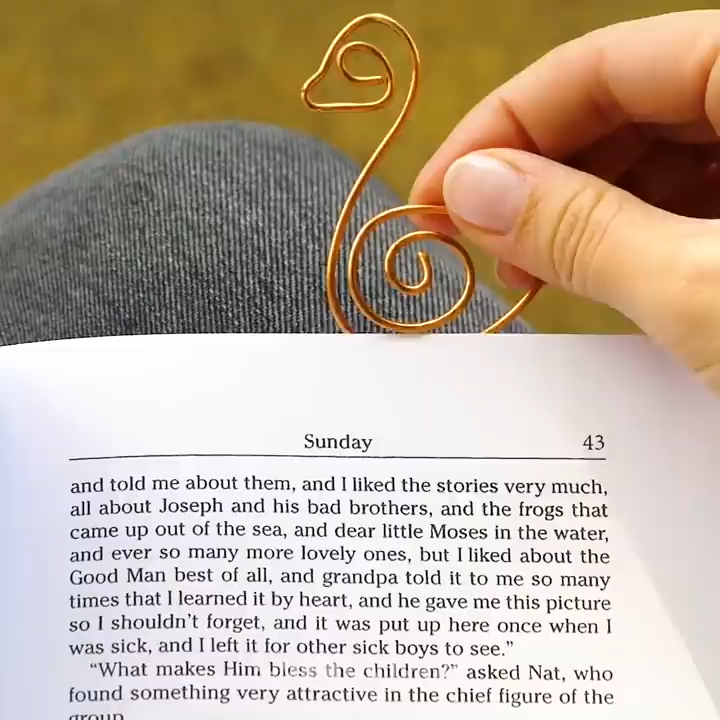 Sunday 43
and told me about them, and I liked the stories very much,
all about Joseph and his bad brothers, and the frogs that
came up out of the sea, and dear little Moses in the water,
and ever so many more lovely ones, but I liked about the
Good Man best of all, and grandpa told it to me so many
times that I learned it by heart, and he gave me this picture
so I shouldn't forget, and it was put up here once when I
was sick, and I left it for other sick boys to see."
"What makes Him bless the children?" asked Nat, who
found something very attractive in the chief figure of the
group.